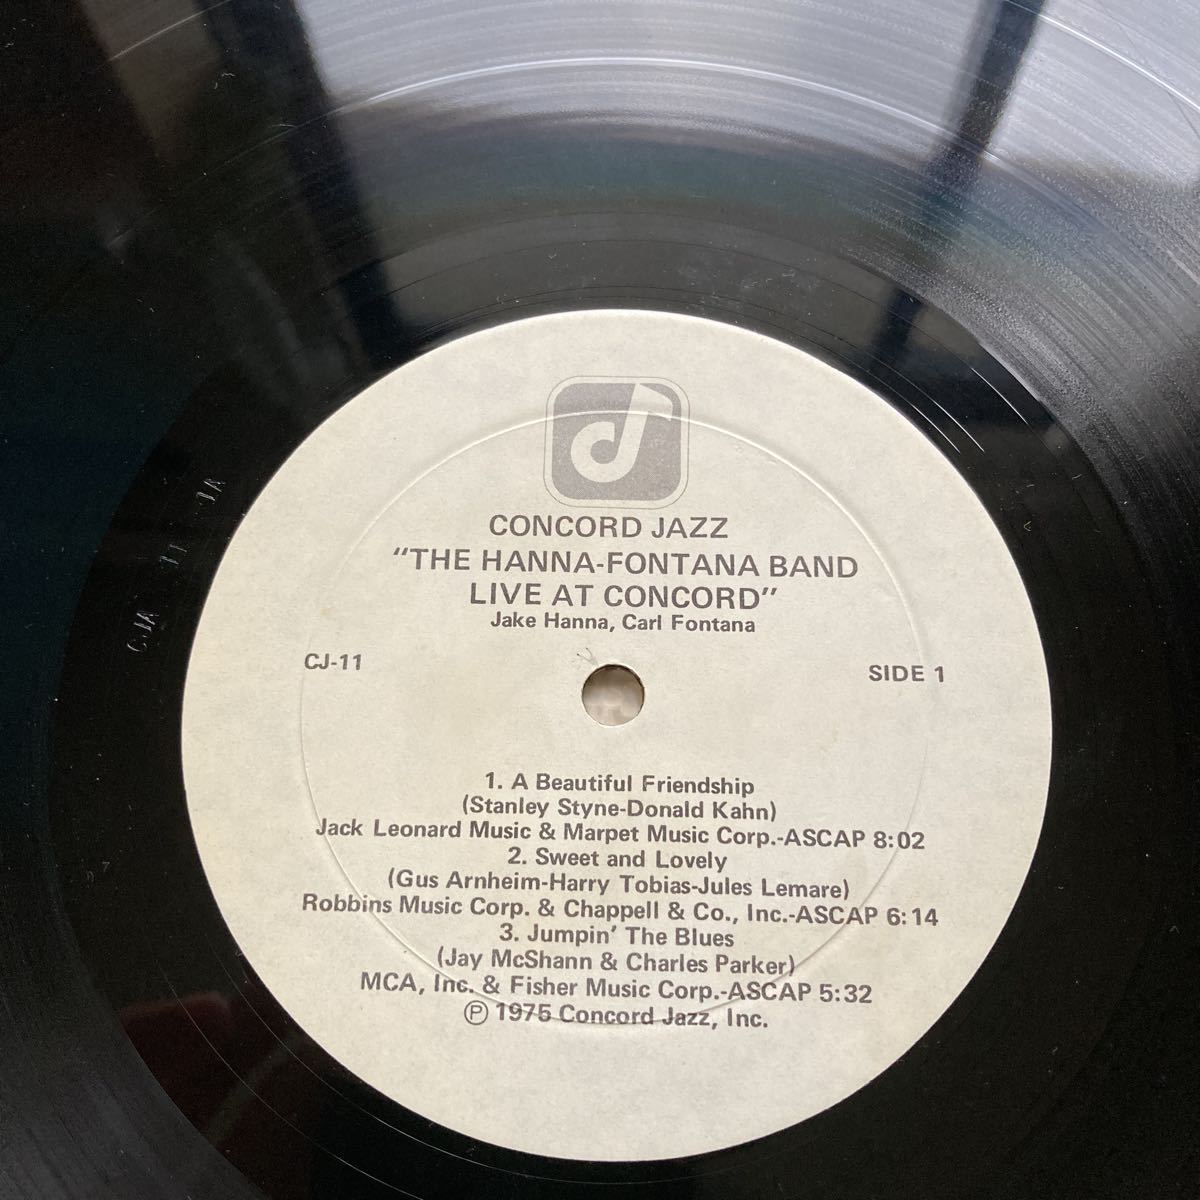 CONCORD JAZZ
"THE HANNA-FONTANA BAND
LIVE AT CONCORD"
Jake Hanna, Carl Fontana
CJ-11
SIDE 1
1. A Beautiful Friendship
(Stanley Styne-Donald Kahn)
Jack Leonard Music & Marpet Music Corp.-ASCAP 8:02
2. Sweet and Lovely
(Gus Arnheim-Harry Tobias-Jules Lemare)
Robbins Music Corp. & Chappell & Co., Inc.-ASCAP 6:14
3. Jumpin' The Blues
(Jay McShann & Charles Parker)
MCA, Inc. & Fisher Music Corp.-ASCAP 5:32
Ⓟ 1975 Concord Jazz, Inc.
CJA 11 1A